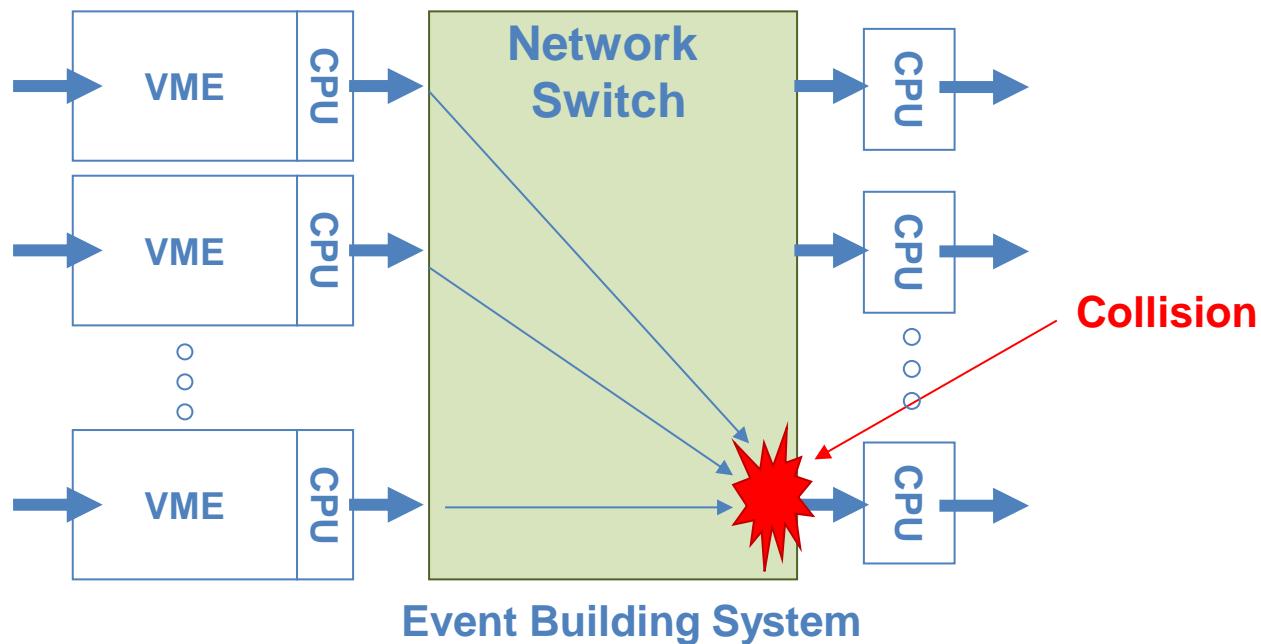 Network
Switch
VME
CPU
CPU
VME
CPU
CPU
Collision
VME
CPU
CPU
Event Building System